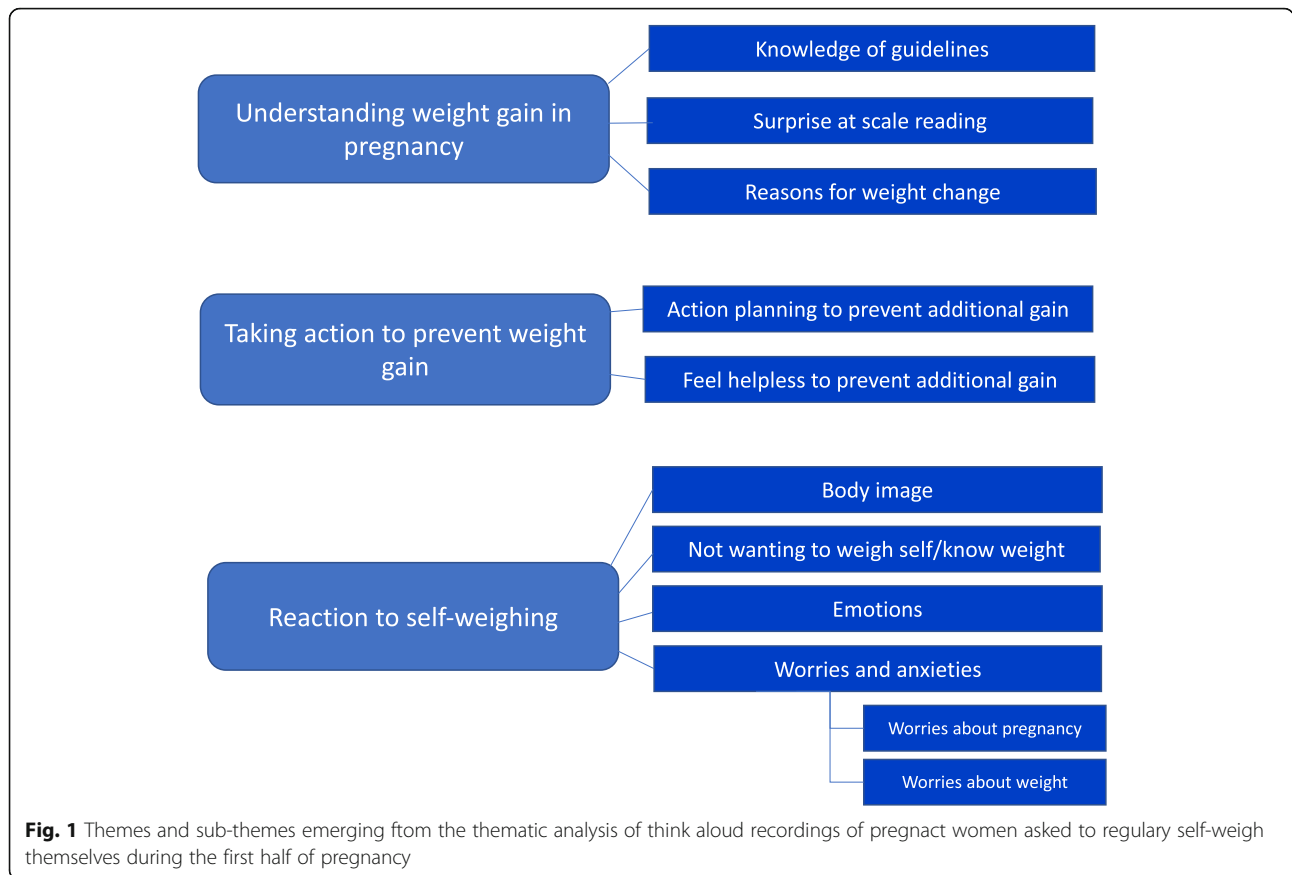 Knowledge of guidelines
Understanding weight gain in
pregnancy
Surprise at scale reading
Reasons for weight change
Action planning to prevent additional gain
Taking action to prevent weight
gain
Feel helpless to prevent additional gain
Body image
Not wanting to weigh self/know weight
Reaction to self-weighing
Emotions
Worries and anxieties
Worries about pregnancy
Worries about weight
Fig. 1 Themes and sub-themes emerging ftom the thematic analysis of think aloud recordings of pregnact women asked to regulary self-weigh
themselves during the first half of pregnancy